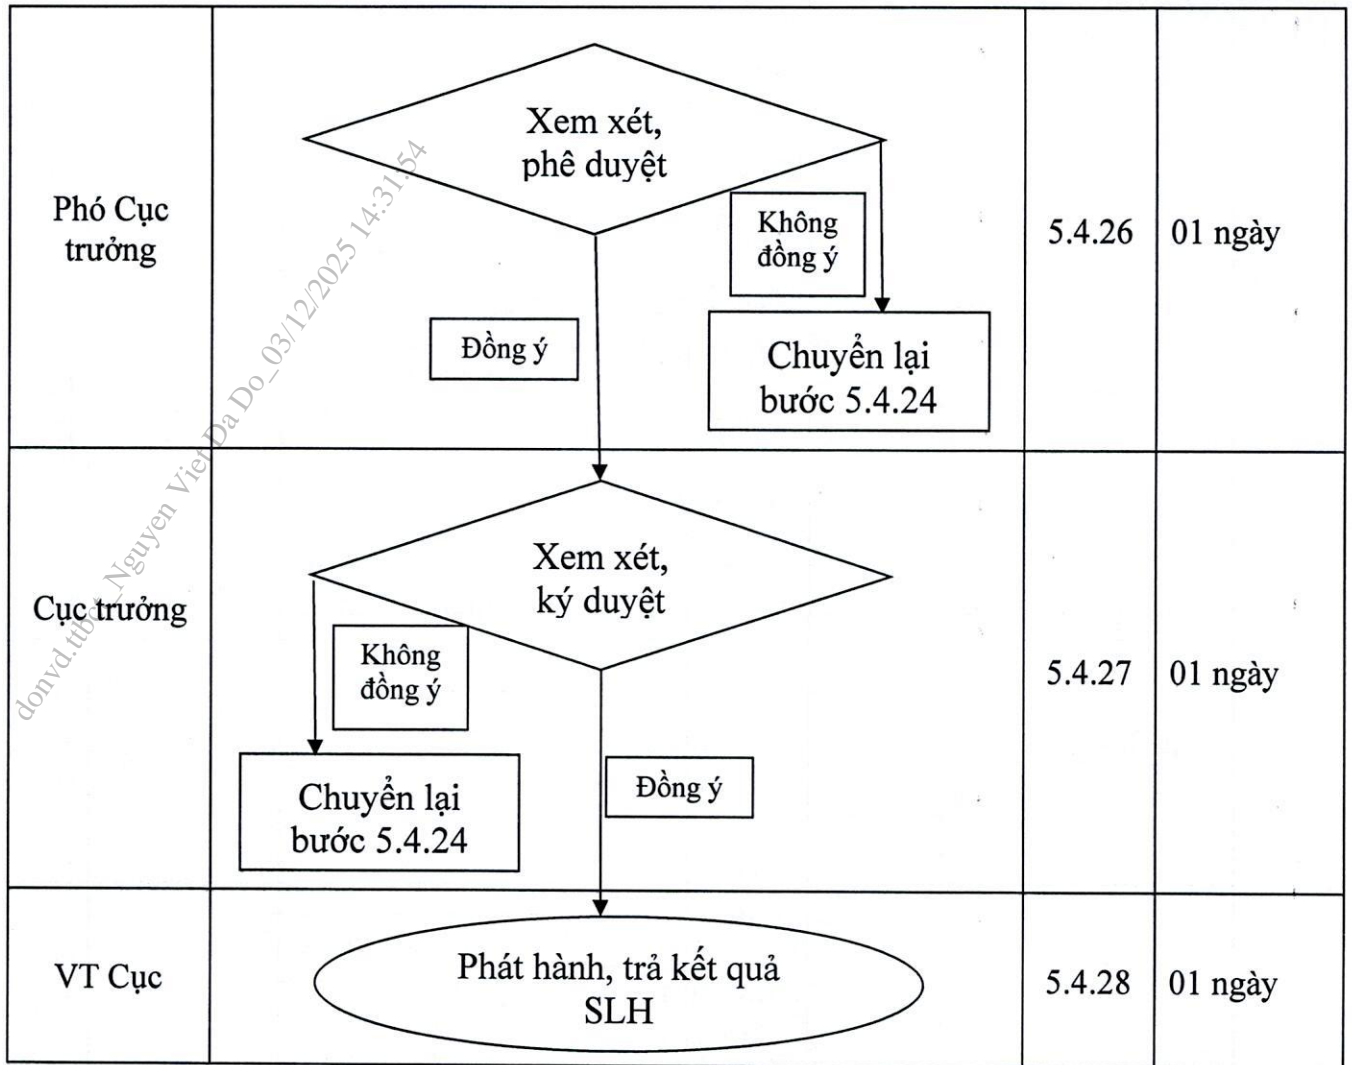 Xem xét,
phê duyệt
Phó Cục
trưởng
Không
đồng ý
5.4.26
01 ngày
Đồng ý
Chuyển lại
bước 5.4.24
Xem xét,
ký duyệt
Cục trưởng
Không
đồng ý
5.4.27
01 ngày
Chuyển lại
bước 5.4.24
Đồng ý
VT Cục
Phát hành, trả kết quả
SLH
5.4.28
01 ngày
donvd.ttbct_Nguyen Viet Da Do_03/12/2025 14:31:54